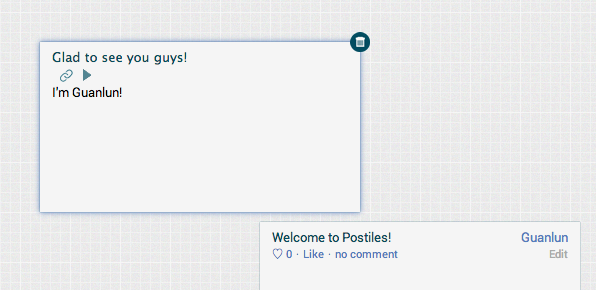 Glad to see you guys!
I'm Guanlun!
Welcome to Postiles! Guanlun
0 · Like · no comment Edit